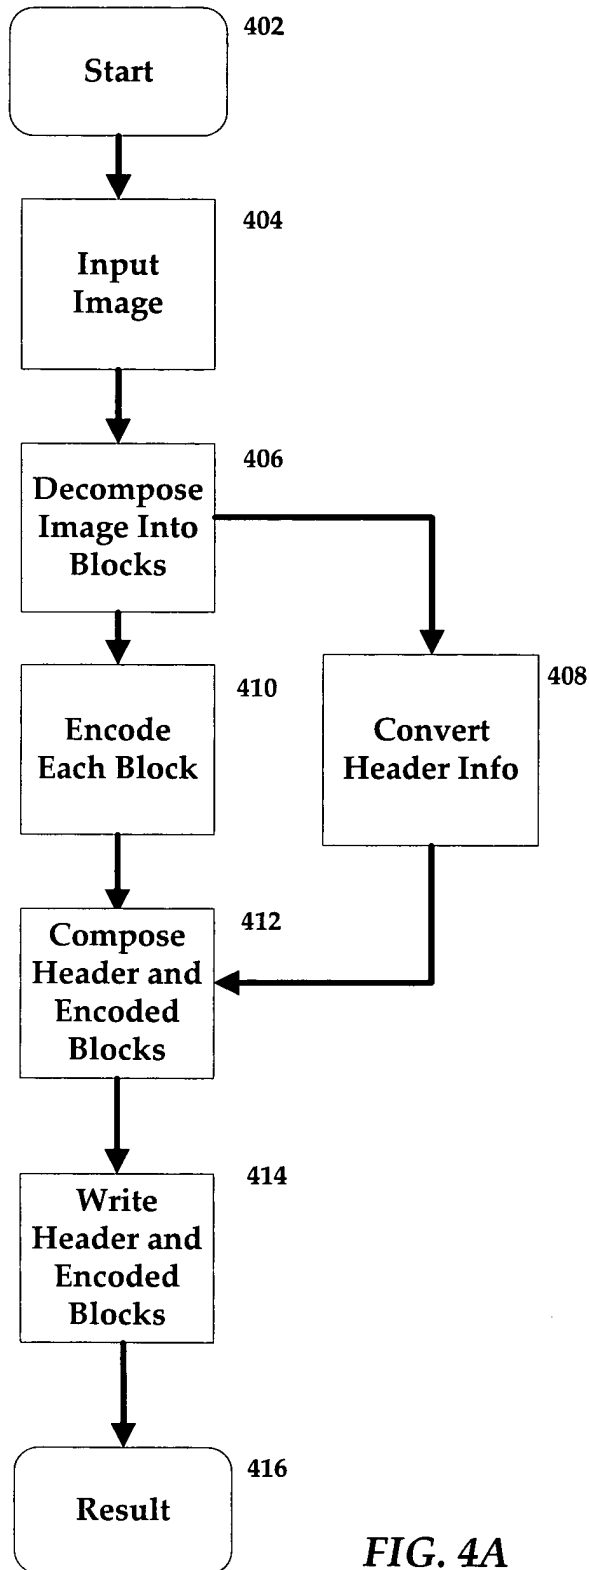 402
Start
404
Input
Image
406
Decompose
Image Into
Blocks
410
Encode
Each Block
408
Convert
Header Info
412
Compose
Header and
Encoded
Blocks
414
Write
Header and
Encoded
Blocks
416
Result
FIG. 4A